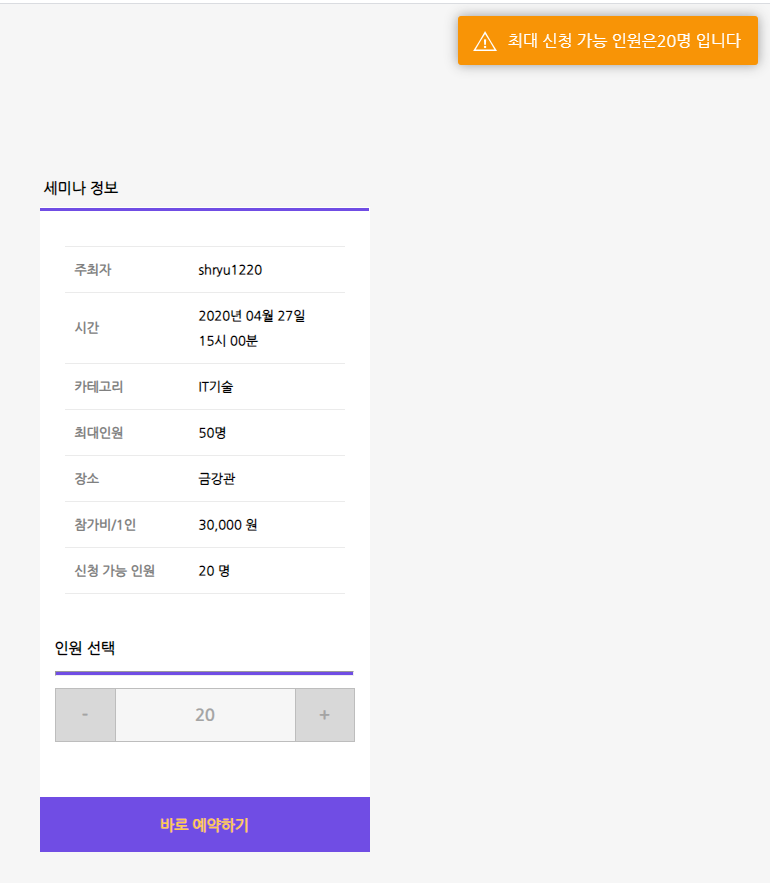 최대 신청 가능 인원은20명 입니다
세미나 정보
주최자 shryu1220
시간 2020년 04월 27일
15시 00분
카테고리 IT기술
최대인원 50명
장소 금강관
참가비/1인 30,000 원
신청 가능 인원 20 명
인원 선택
- 20 +
바로 예약하기